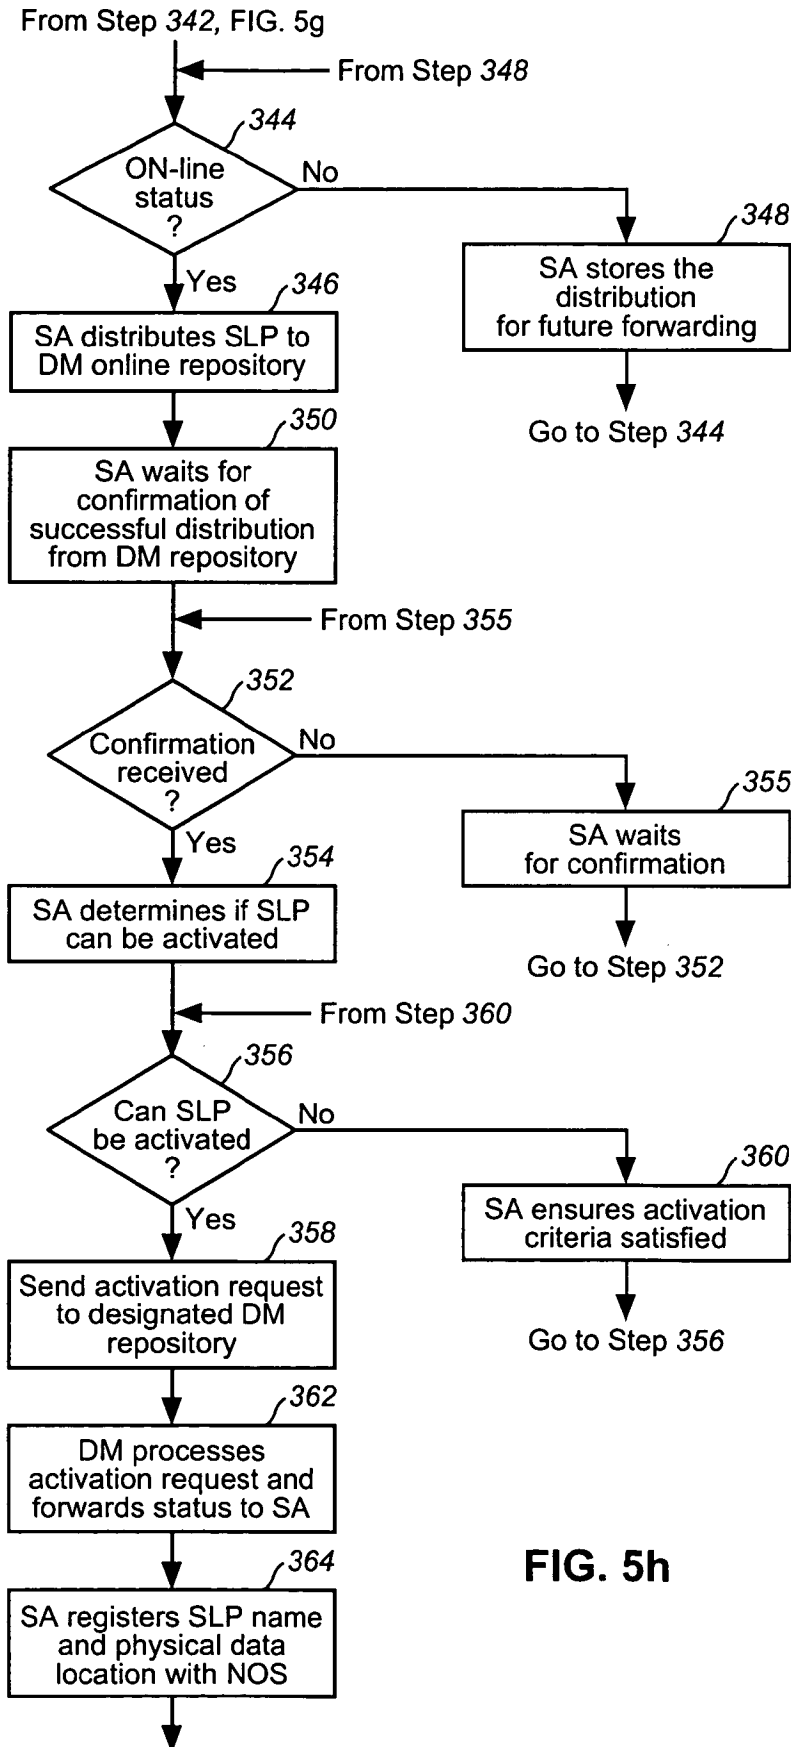 From Step 342, FIG. 5g
From Step 348
344
ON-line
status
?
No
Yes
348
SA stores the
distribution
for future forwarding
Go to Step 344
346
SA distributes SLP to
DM online repository
350
SA waits for
confirmation of
successful distribution
from DM repository
From Step 355
352
Confirmation
received
?
No
Yes
355
SA waits
for confirmation
Go to Step 352
354
SA determines if SLP
can be activated
From Step 360
356
Can SLP
be activated
?
No
Yes
360
SA ensures activation
criteria satisfied
Go to Step 356
358
Send activation request
to designated DM
repository
362
DM processes
activation request and
forwards status to SA
364
SA registers SLP name
and physical data
location with NOS
FIG. 5h